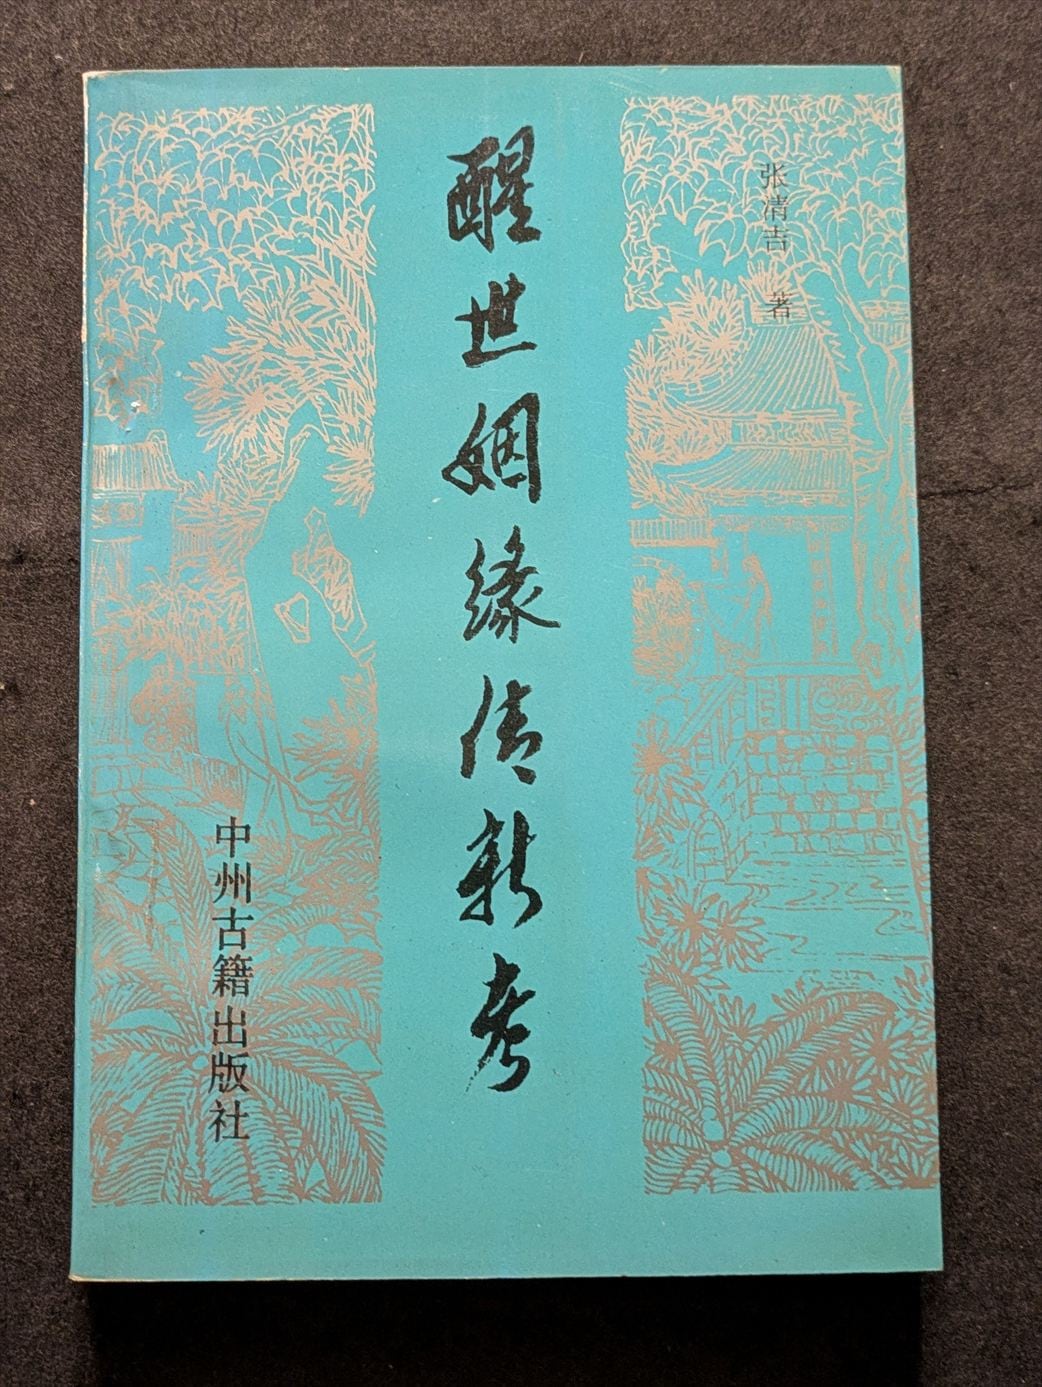 张清吉 著
醒世姻缘传新考
中州古籍出版社